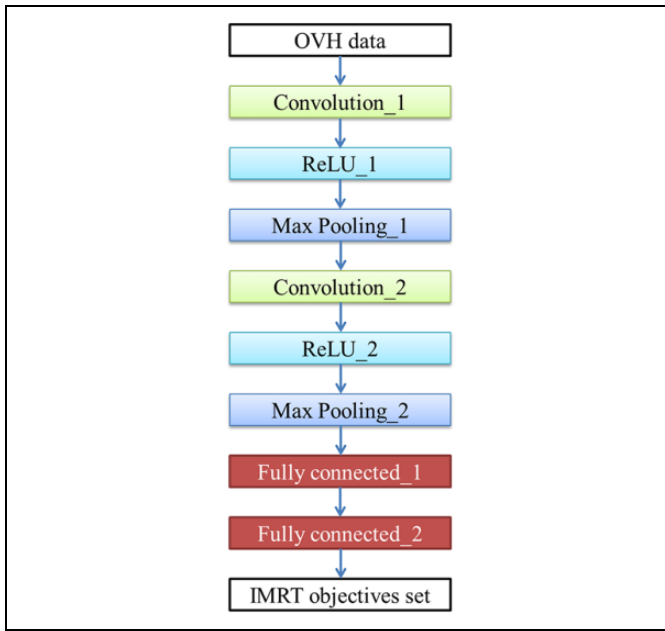 OVH data
Convolution_1
ReLU_1
Max Pooling_1
Convolution_2
ReLU_2
Max Pooling_2
Fully connected_1
Fully connected_2
IMRT objectives set